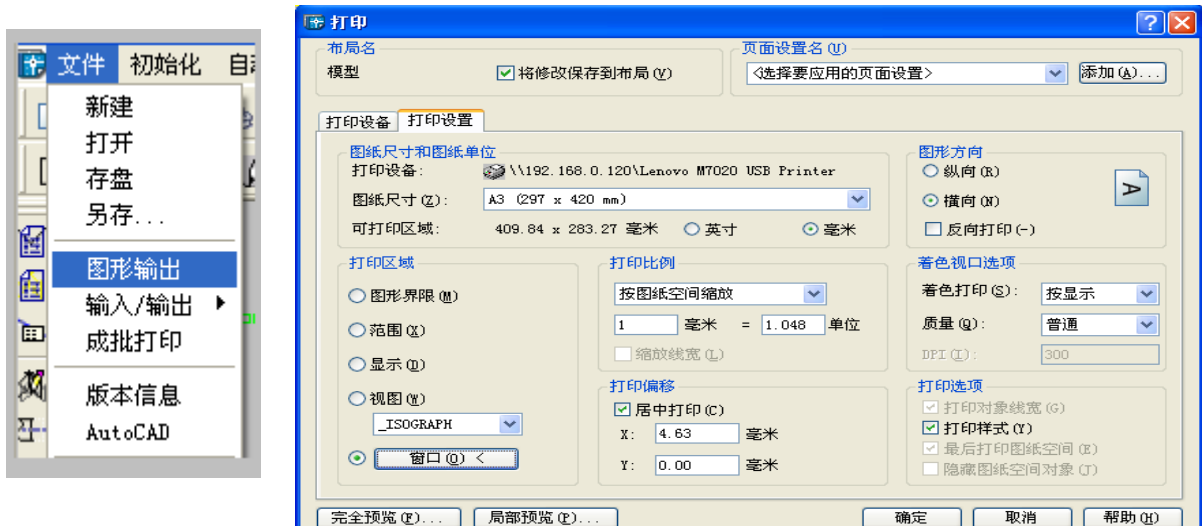 文件 初始化
新建
打开
存盘
另存...
图形输出
输入/输出
成批打印
版本信息
AutoCAD
打印
布局名
模型
将修改保存到布局(V)
页面设置名(U)
<选择要应用的页面设置>
添加(A)...
打印设备 打印设置
图纸尺寸和图纸单位
打印设备: \\192.168.0.120\Lenovo M7020 USB Printer
图纸尺寸(Z): A3 (297 x 420 mm)
可打印区域: 409.84 x 283.27 毫米 英寸 毫米
图形方向
纵向(R)
横向(N)
反向打印(-)
A
打印区域
图形界限(M)
范围(X)
显示(D)
视图(W)
_ISOGRAPH
窗口(O) <
打印比例
按图纸空间缩放
1 毫米 = 1.048 单位
缩放线宽(L)
打印偏移
居中打印(C)
X: 4.63 毫米
Y: 0.00 毫米
着色视口选项
着色打印(S): 按显示
质量(Q): 普通
DPI(I): 300
打印选项
打印对象线宽(G)
打印样式(Y)
最后打印图纸空间(E)
隐藏图纸空间对象(J)
完全预览(F)... 局部预览(P)... 确定 取消 帮助(H)